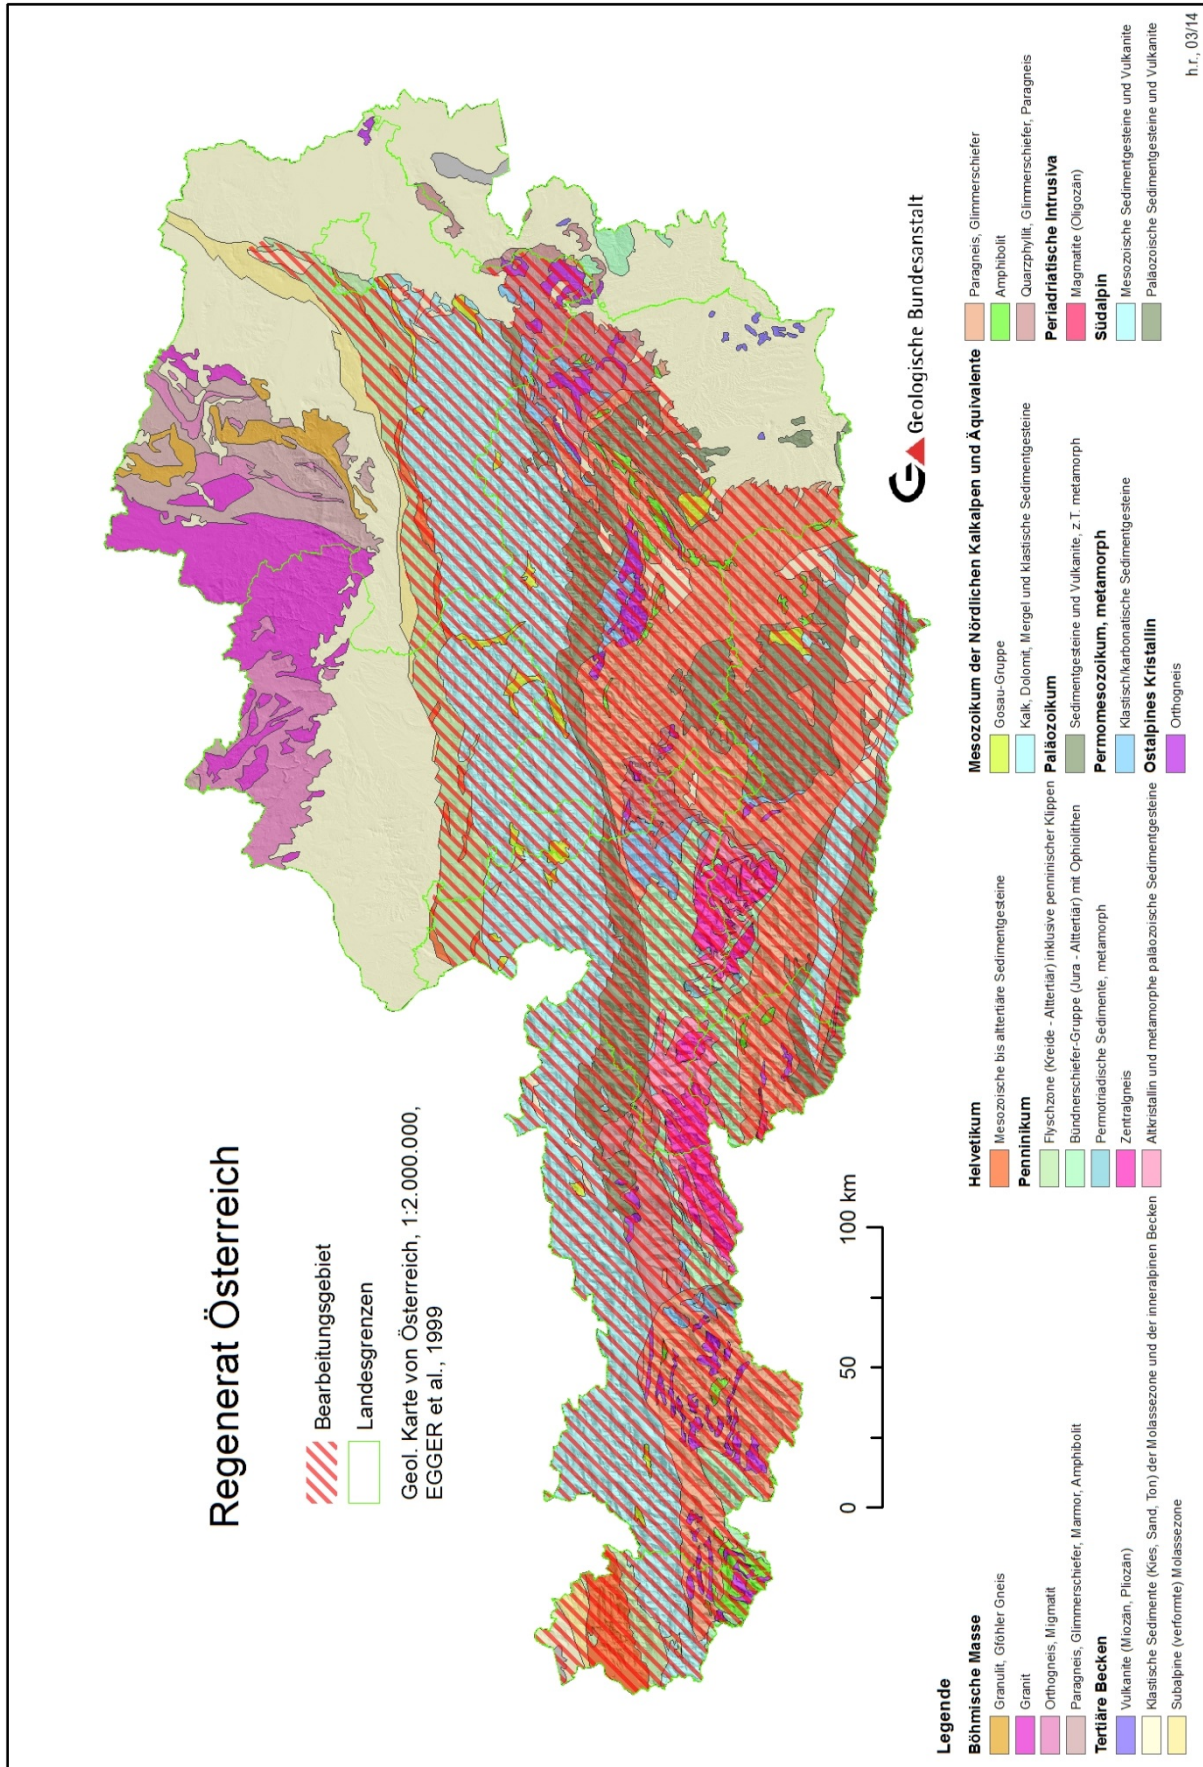 Regenerat Österreich
Bearbeitungsgebiet
Landesgrenzen
Geol. Karte von Österreich, 1:2.000.000,
EGGER et al., 1999
0
50
100 km
Geologische Bundesanstalt
Legende
Böhmische Masse
Granulit, Gföhler Gneis
Granit
Orthogneis, Migmatit
Paragneis, Glimmerschiefer, Marmor, Amphibolit
Tertiäre Becken
Vulkanite (Miozän, Pliozän)
Klastische Sedimente (Kies, Sand, Ton) der Molassezone und der inneralpinen Becken
Subalpine (verformte) Molassezone
Helvetikum
Mesozoische bis alttertiäre Sedimentgesteine
Penninikum
Flyschzone (Kreide - Alttertiär) inklusive penninischer Klippen
Bündnerschiefer-Gruppe (Jura - Alttertiär) mit Ophiolithen
Permotriadische Sedimente, metamorph
Zentralgneis
Altkristallin und metamorphe paläozoische Sedimentgesteine
Mesozoikum der Nördlichen Kalkalpen und Äquivalente
Gosau-Gruppe
Kalk, Dolomit, Mergel und klastische Sedimentgesteine
Paläozoikum
Sedimentgesteine und Vulkanite, z.T. metamorph
Permomesozoikum, metamorph
Klastisch/karbonatische Sedimentgesteine
Ostalpines Kristallin
Orthogneis
Paragneis, Glimmerschiefer
Amphibolit
Quarzphyllit, Glimmerschiefer, Paragneis
Periadriatische Intrusiva
Magmatite (Oligozän)
Südalpin
Mesozoische Sedimentgesteine und Vulkanite
Paläozoische Sedimentgesteine und Vulkanite
h.r., 03/14